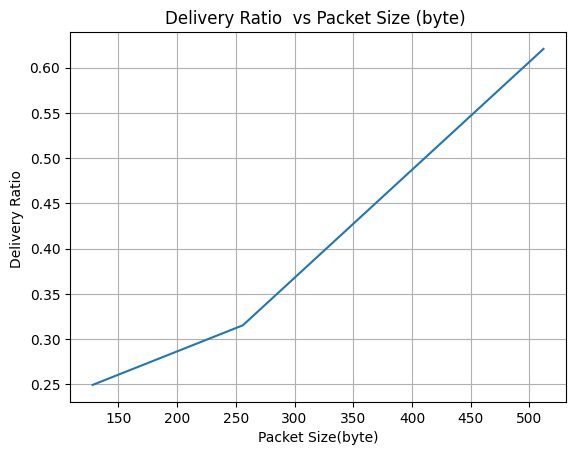 Delivery Ratio  vs Packet Size (byte)
0.60
0.55
0.50
0.45
0.40
0.35
0.30
0.25
Delivery Ratio
150 200 250 300 350 400 450 500
Packet Size(byte)